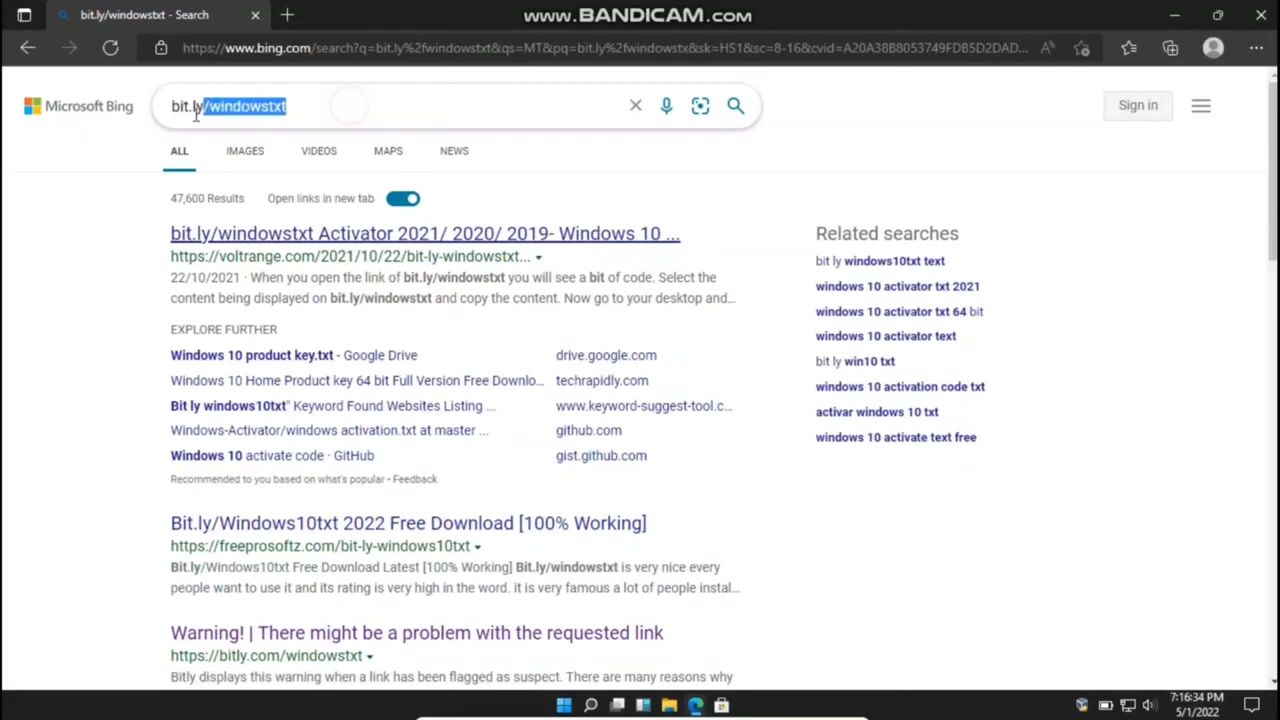 bit.ly/windowstxt - Search
www.BANDICAM.com
https://www.bing.com/search?q=bit.ly%2fwindowstxt&qs=MT&pq=bit.ly%2fwindowstx&sk=HS1&sc=8-16&cvid=A20A38B8053749FDB5D2DAD...
Microsoft Bing
bit.ly/windowstxt
Sign in
ALL IMAGES VIDEOS MAPS NEWS
47,600 Results Open links in new tab
bit.ly/windowstxt Activator 2021/ 2020/ 2019- Windows 10 ...
https://voltrange.com/2021/10/22/bit-ly-windowstxt...
22/10/2021 · When you open the link of bit.ly/windowstxt you will see a bit of code. Select the
content being displayed on bit.ly/windowstxt and copy the content. Now go to your desktop and...
EXPLORE FURTHER
Windows 10 product key.txt - Google Drive drive.google.com
Windows 10 Home Product key 64 bit Full Version Free Downlo... techrapidly.com
Bit ly windows10txt" Keyword Found Websites Listing ... www.keyword-suggest-tool.c...
Windows-Activator/windows activation.txt at master ... github.com
Windows 10 activate code · GitHub gist.github.com
Recommended to you based on what's popular • Feedback
Bit.ly/Windows10txt 2022 Free Download [100% Working]
https://freeprosoftz.com/bit-ly-windows10txt
Bit.ly/Windows10txt Free Download Latest [100% Working] Bit.ly/windowstxt is very nice every
people want to use it and its rating is very high in the word. it is very famous a lot of people instal...
Warning! | There might be a problem with the requested link
https://bitly.com/windowstxt
Bitly displays this warning when a link has been flagged as suspect. There are many reasons why
Related searches
bit ly windows10txt text
windows 10 activator txt 2021
windows 10 activator txt 64 bit
windows 10 activator text
bit ly win10 txt
windows 10 activation code txt
activar windows 10 txt
windows 10 activate text free
7:16:34 PM
5/1/2022